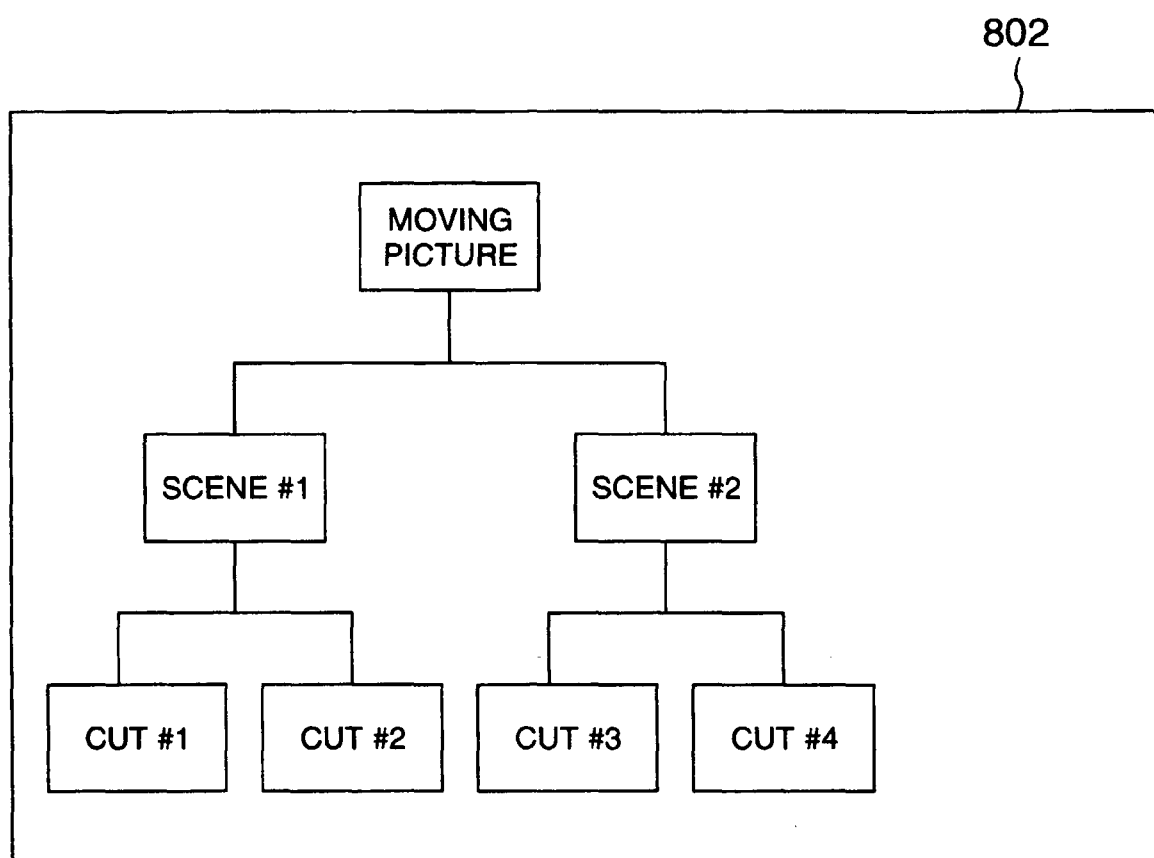 802
MOVING
PICTURE
SCENE #1
SCENE #2
CUT #1
CUT #2
CUT #3
CUT #4